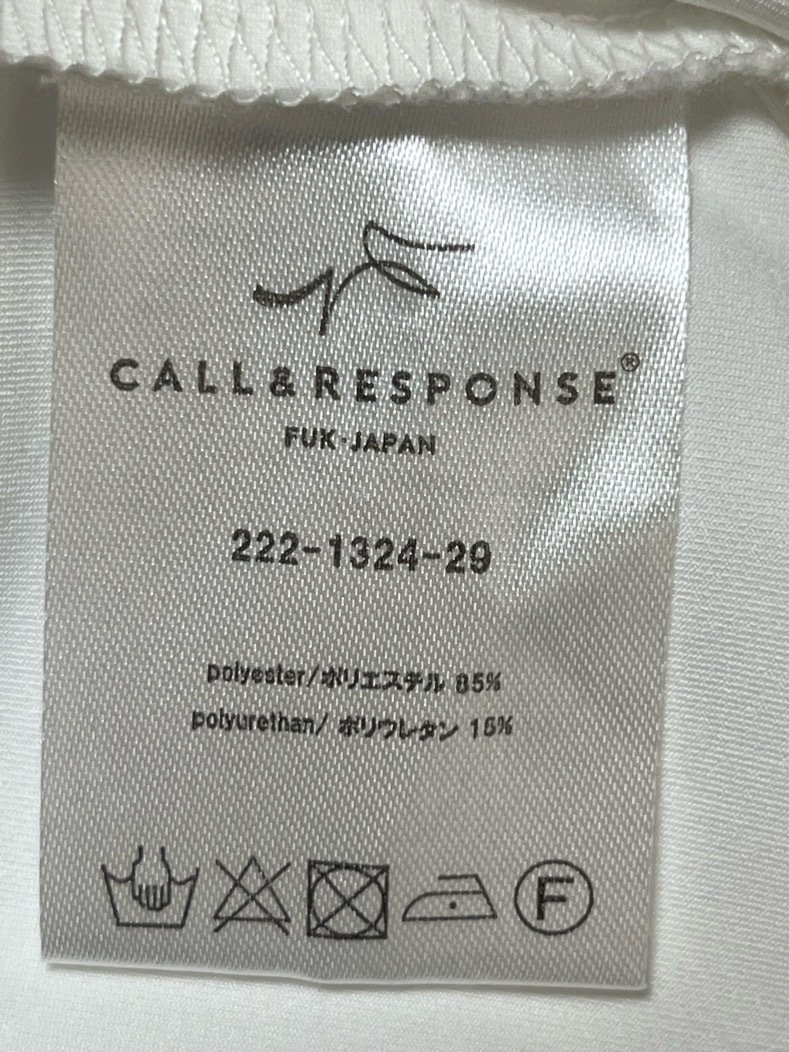 CALL&RESPONSE®
FUK·JAPAN
222-1324-29
polyester/ポリエステル 85%
polyurethan/ ポリウレタン 15%
F